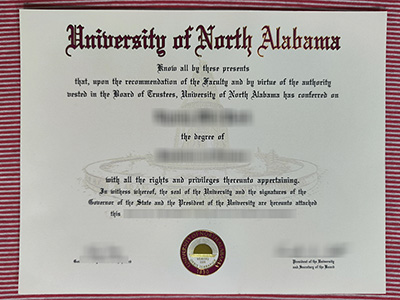 University of North Alabama
Know all by these presents
that, upon the recommendation of the Faculty and by virtue of the authority
vested in the Board of Trustees, University of North Alabama has conferred on
the degree of
with all the rights and privileges thereunto appertaining.
In witness whereof, the seal of the University and the signatures of the
Governor of the State and the President of the University are hereunto attached
this
President of the University
and Secretary of the Board